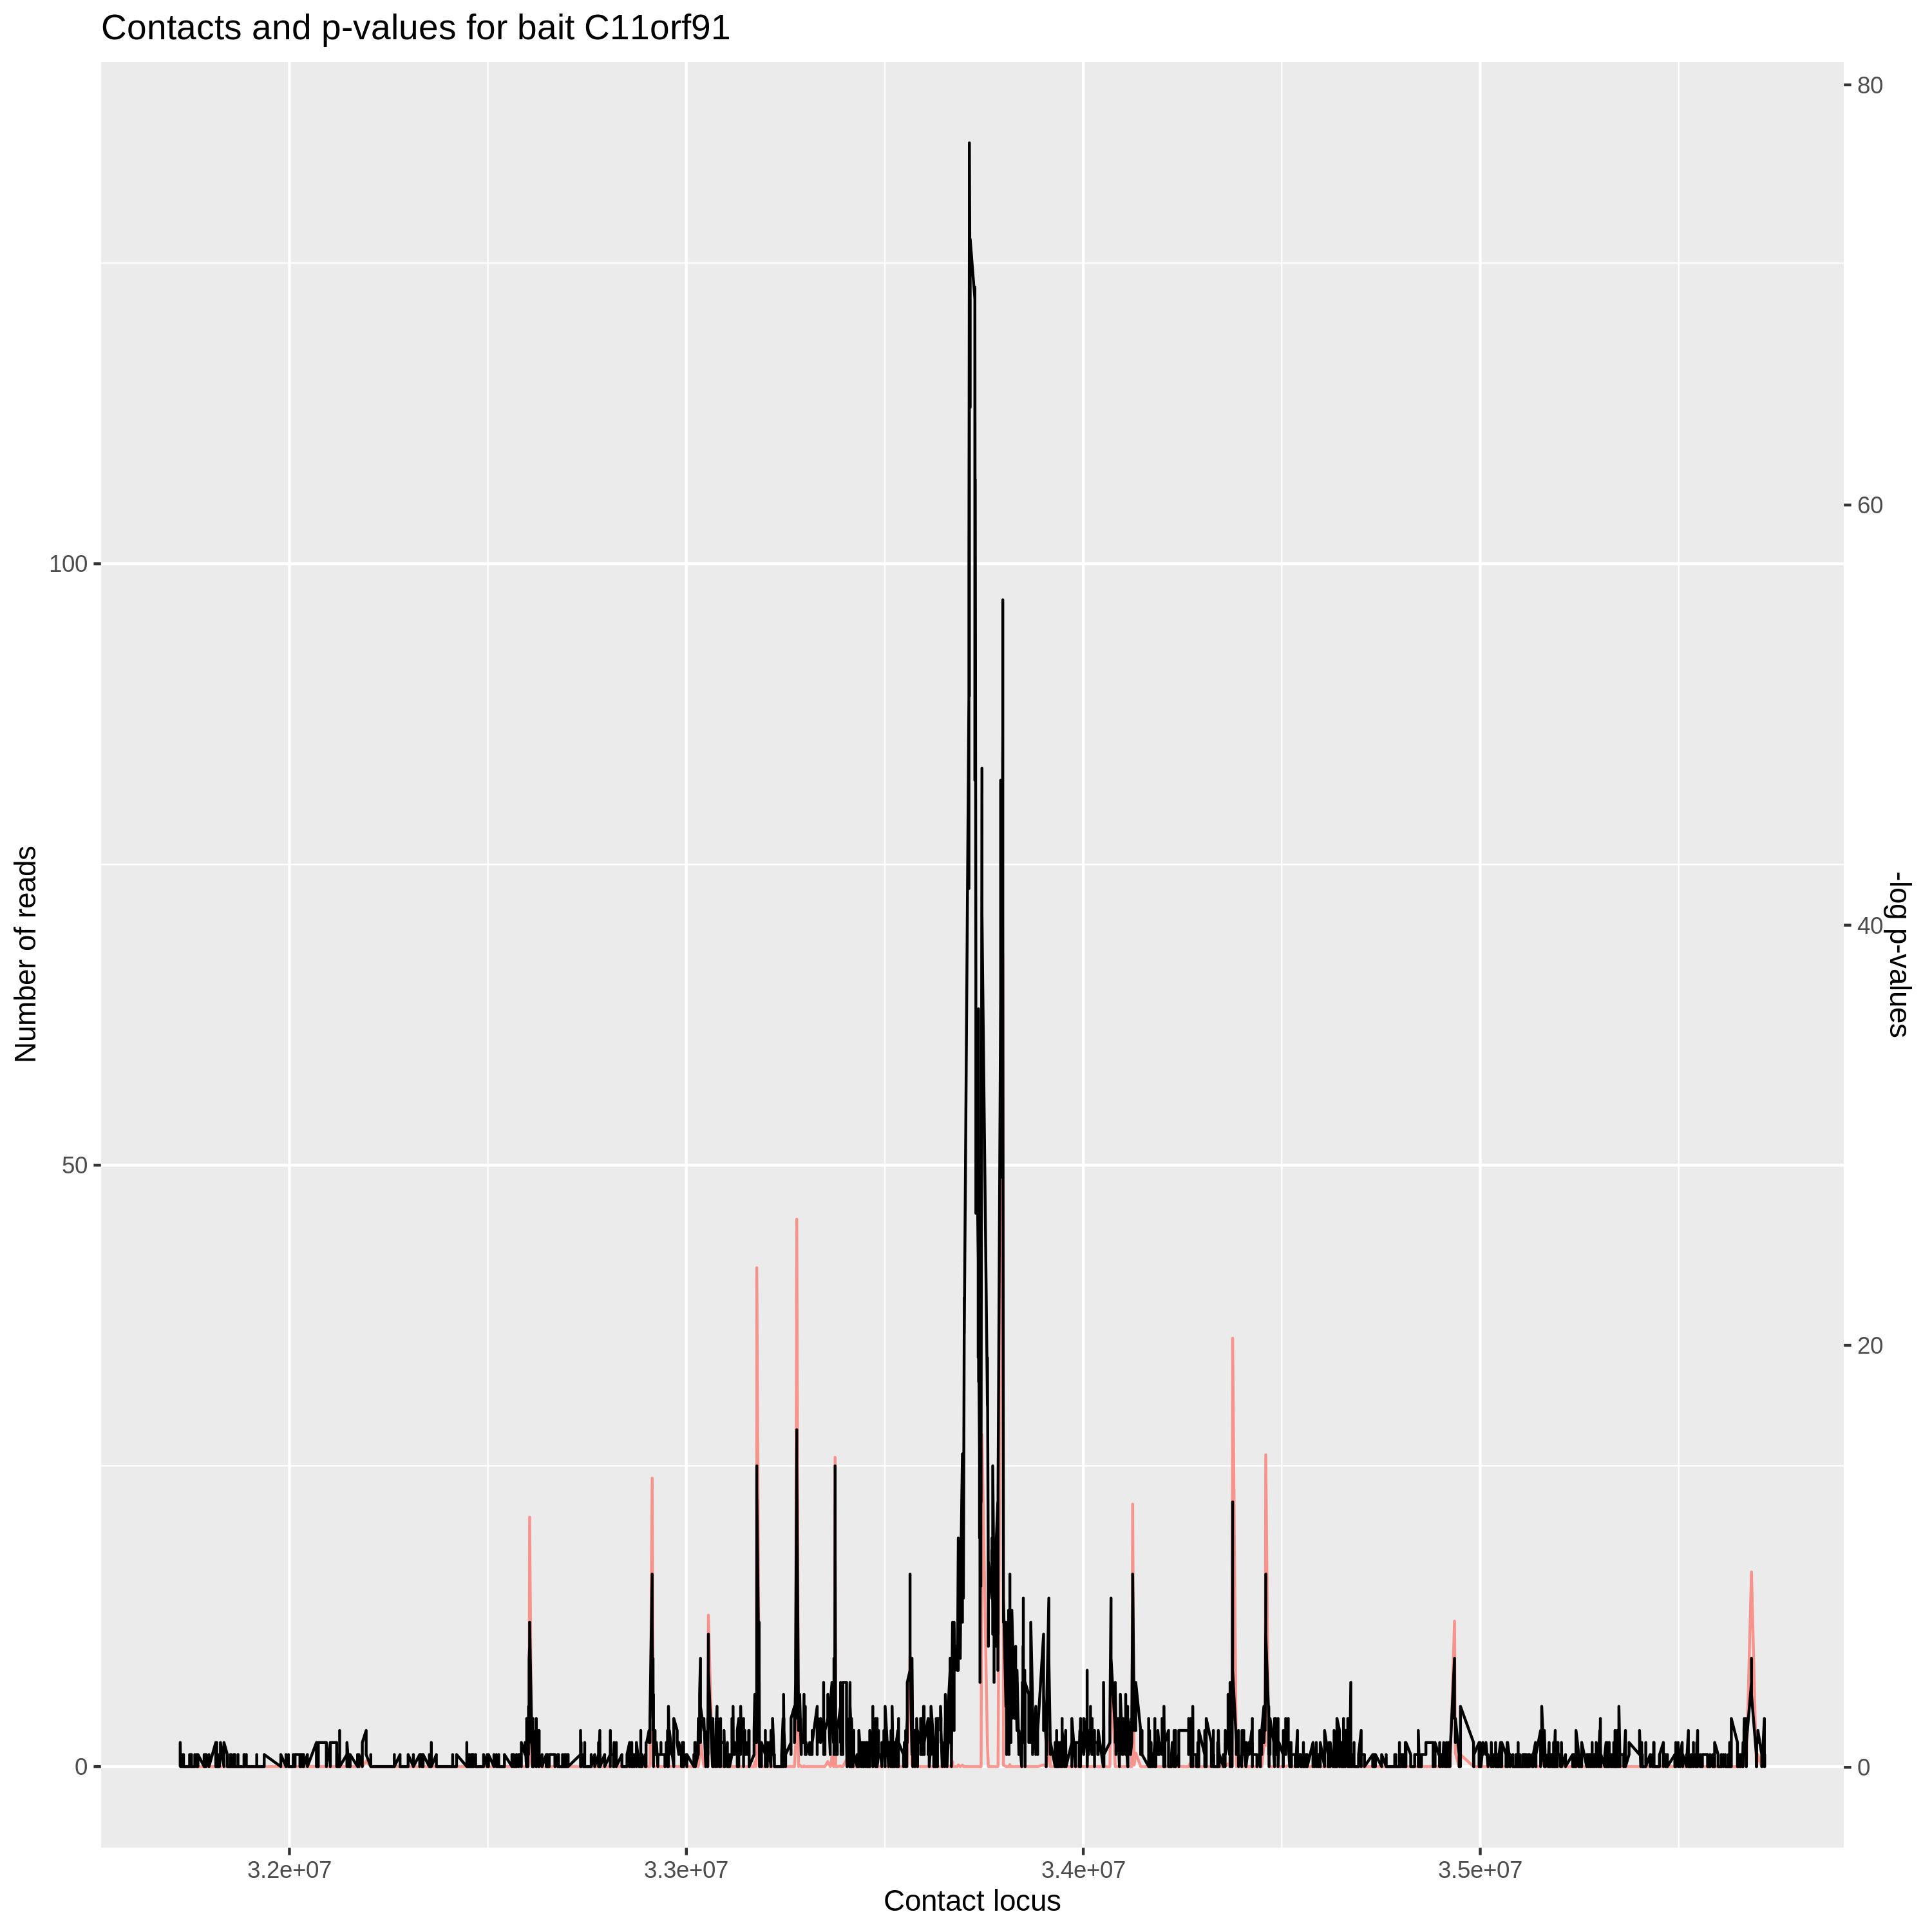 Contacts and p-values for bait C11orf91
80
60
100
40
Number of reads
-log p-values
50
20
0
0
3.2e+07
3.3e+07
3.4e+07
3.5e+07
Contact locus